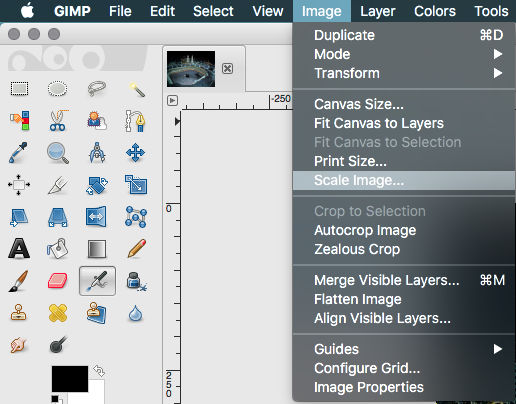 GIMP File Edit Select View Image Layer Colors Tools
Duplicate ⌘D
Mode
Transform
Canvas Size...
Fit Canvas to Layers
Fit Canvas to Selection
Print Size...
Scale Image...
Crop to Selection
Autocrop Image
Zealous Crop
Merge Visible Layers... ⌘M
Flatten Image
Align Visible Layers...
Guides
Configure Grid...
Image Properties
-250
0
250